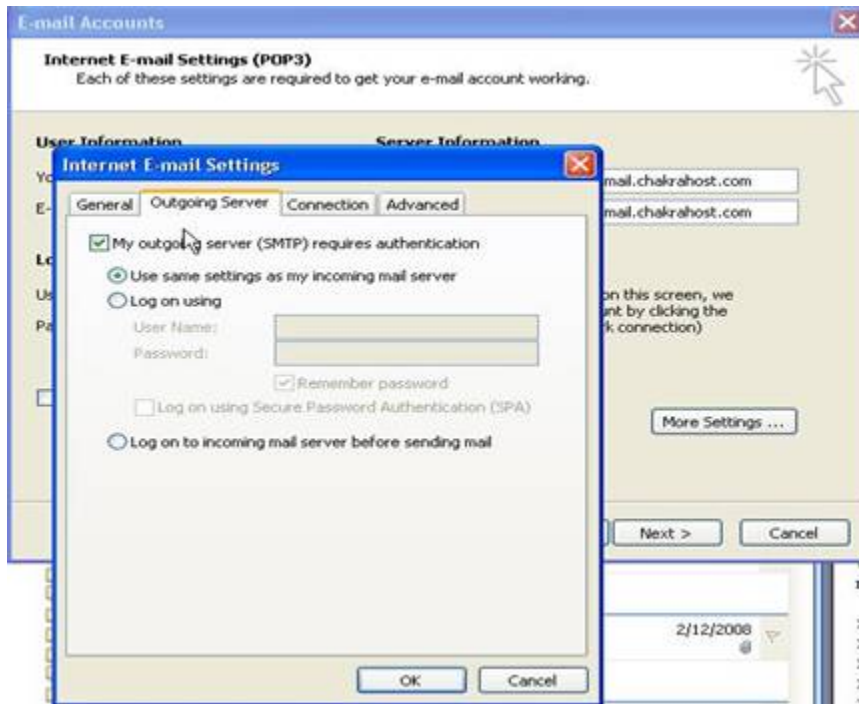 E-mail Accounts
Internet E-mail Settings (POP3)
Each of these settings are required to get your e-mail account working.
User Information Server Information
Internet E-mail Settings
mail.chakrahost.com
mail.chakrahost.com
General Outgoing Server Connection Advanced
My outgoing server (SMTP) requires authentication
Use same settings as my incoming mail server
Log on using
User Name:
Password:
Remember password
Log on using Secure Password Authentication (SPA)
Log on to incoming mail server before sending mail
on this screen, we
by clicking the
connection)
More Settings ...
Next > Cancel
2/12/2008
OK Cancel